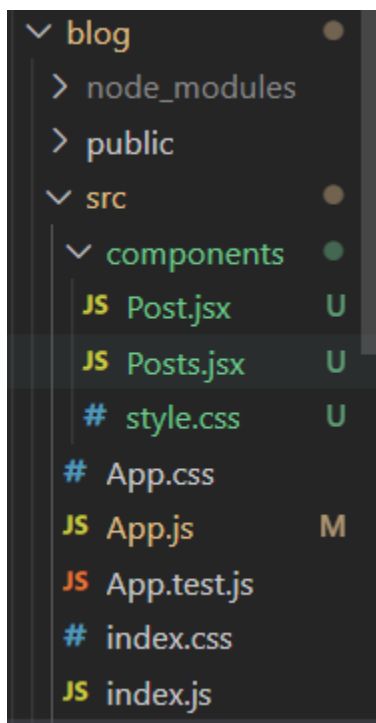 blog
node_modules
public
src
components
JS Post.jsx U
JS Posts.jsx U
# style.css U
# App.css
JS App.js M
JS App.test.js
# index.css
JS index.js